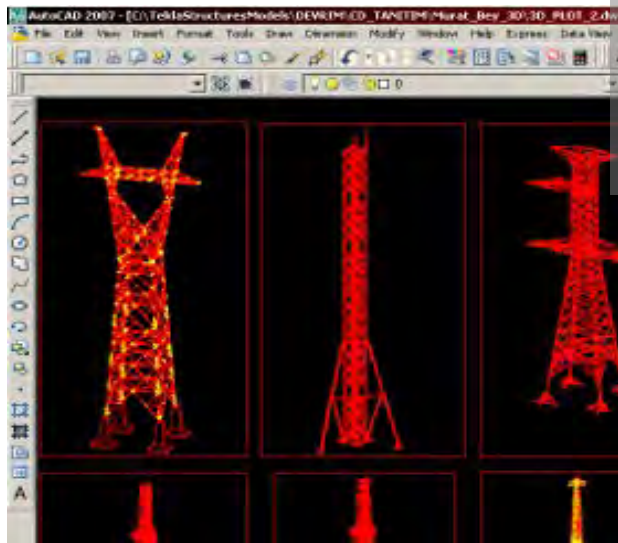 AutoCAD 2007 - [C:\TeklaStructuresModels\DEVRIM\CD_TANITIM\Murat_Bey_3D\3D_PLOT_2.dw
File Edit View Insert Format Tools Draw Dimension Modify Window Help Express Data View
0
A